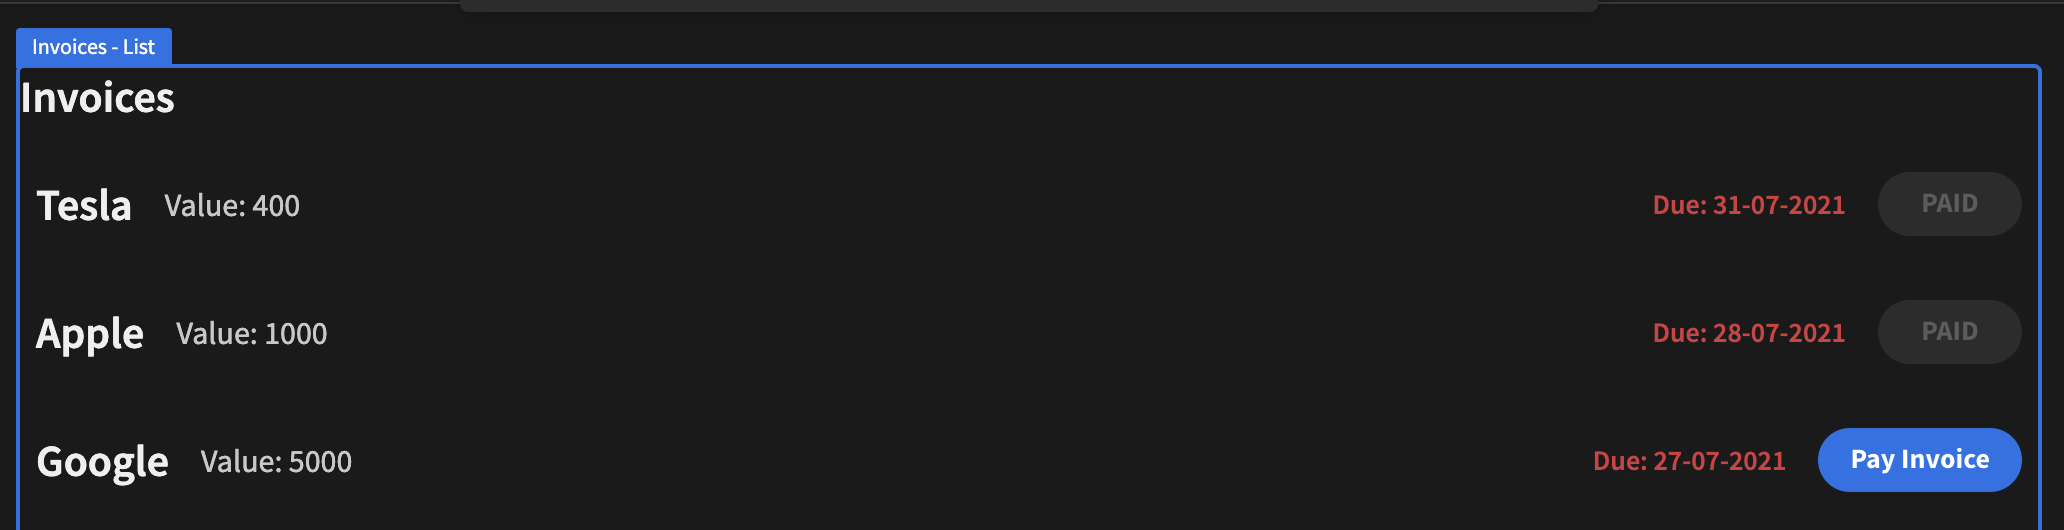 Invoices - List
Invoices
Tesla Value: 400 Due: 31-07-2021 PAID
Apple Value: 1000 Due: 28-07-2021 PAID
Google Value: 5000 Due: 27-07-2021 Pay Invoice